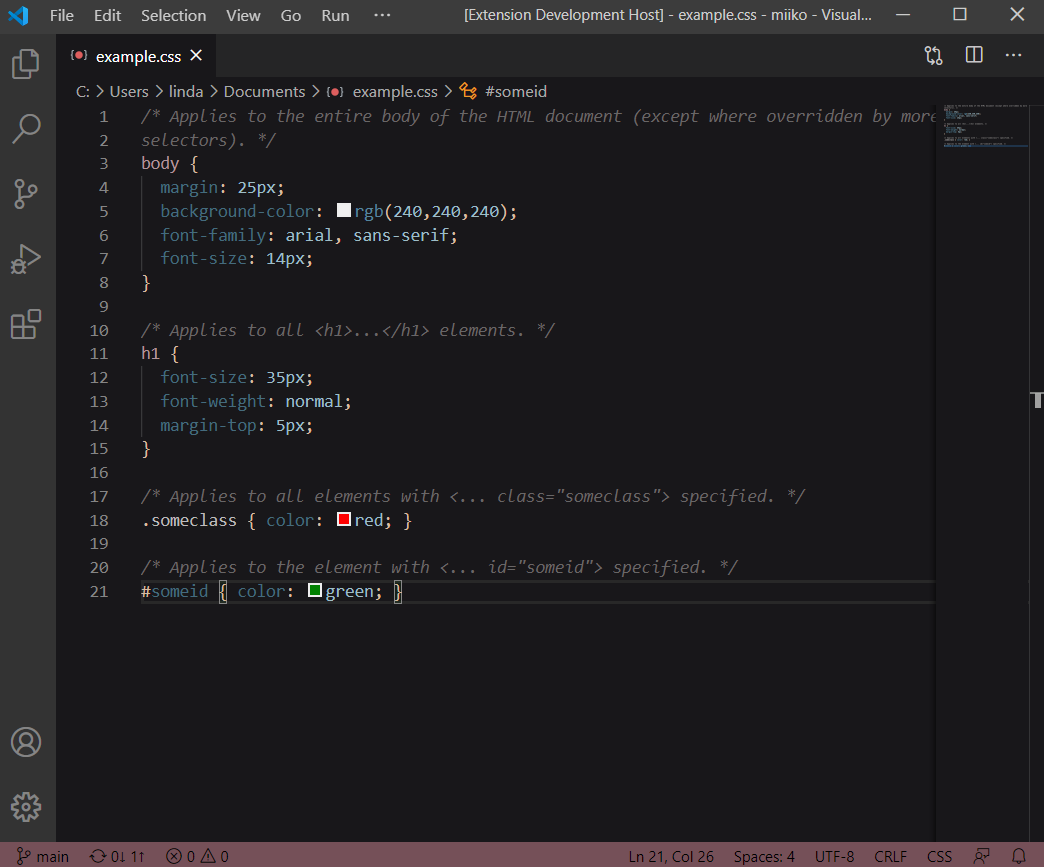 File Edit Selection View Go Run ··· [Extension Development Host] - example.css - miiko - Visual...
example.css
C: > Users > linda > Documents > example.css > #someid
1 /* Applies to the entire body of the HTML document (except where overridden by more
2 selectors). */
3 body {
4 margin: 25px;
5 background-color: rgb(240,240,240);
6 font-family: arial, sans-serif;
7 font-size: 14px;
8 }
9
10 /* Applies to all <h1>...</h1> elements. */
11 h1 {
12 font-size: 35px;
13 font-weight: normal;
14 margin-top: 5px;
15 }
16
17 /* Applies to all elements with <... class="someclass"> specified. */
18 .someclass { color: red; }
19
20 /* Applies to the element with <... id="someid"> specified. */
21 #someid { color: green; }
main 0↓ 1↑ 0 0 Ln 21, Col 26 Spaces: 4 UTF-8 CRLF CSS